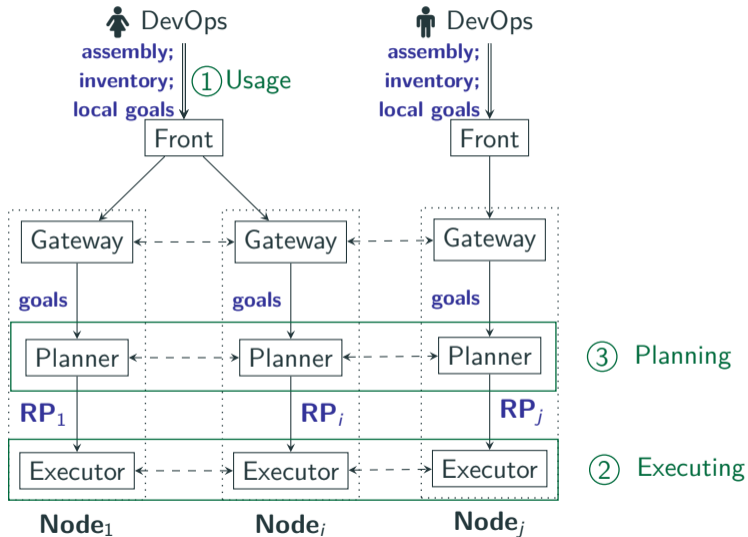 DevOps DevOps
assembly; assembly;
inventory; 1 Usage inventory;
local goals local goals
Front Front
Gateway Gateway Gateway
goals goals goals
Planner Planner Planner 3 Planning
RP1 RPi RPj
Executor Executor Executor 2 Executing
Node1 Nodei Nodej